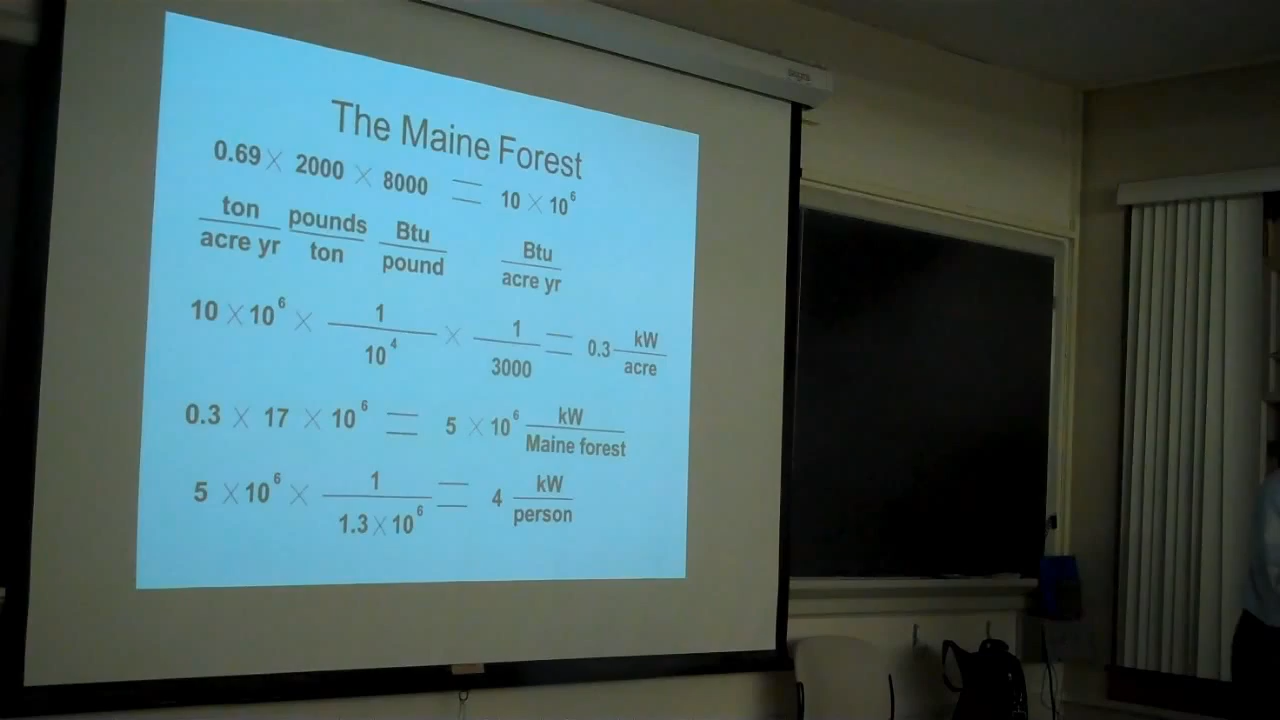 The Maine Forest
0.69 × 2000 × 8000 = 10 × 10⁶
ton/acre yr pounds/ton Btu/pound Btu/acre yr
10 × 10⁶ × 1/10⁴ × 1/3000 = 0.3 kW/acre
0.3 × 17 × 10⁶ = 5 × 10⁶ kW/Maine forest
5 × 10⁶ × 1/1.3 × 10⁶ = 4 kW/person